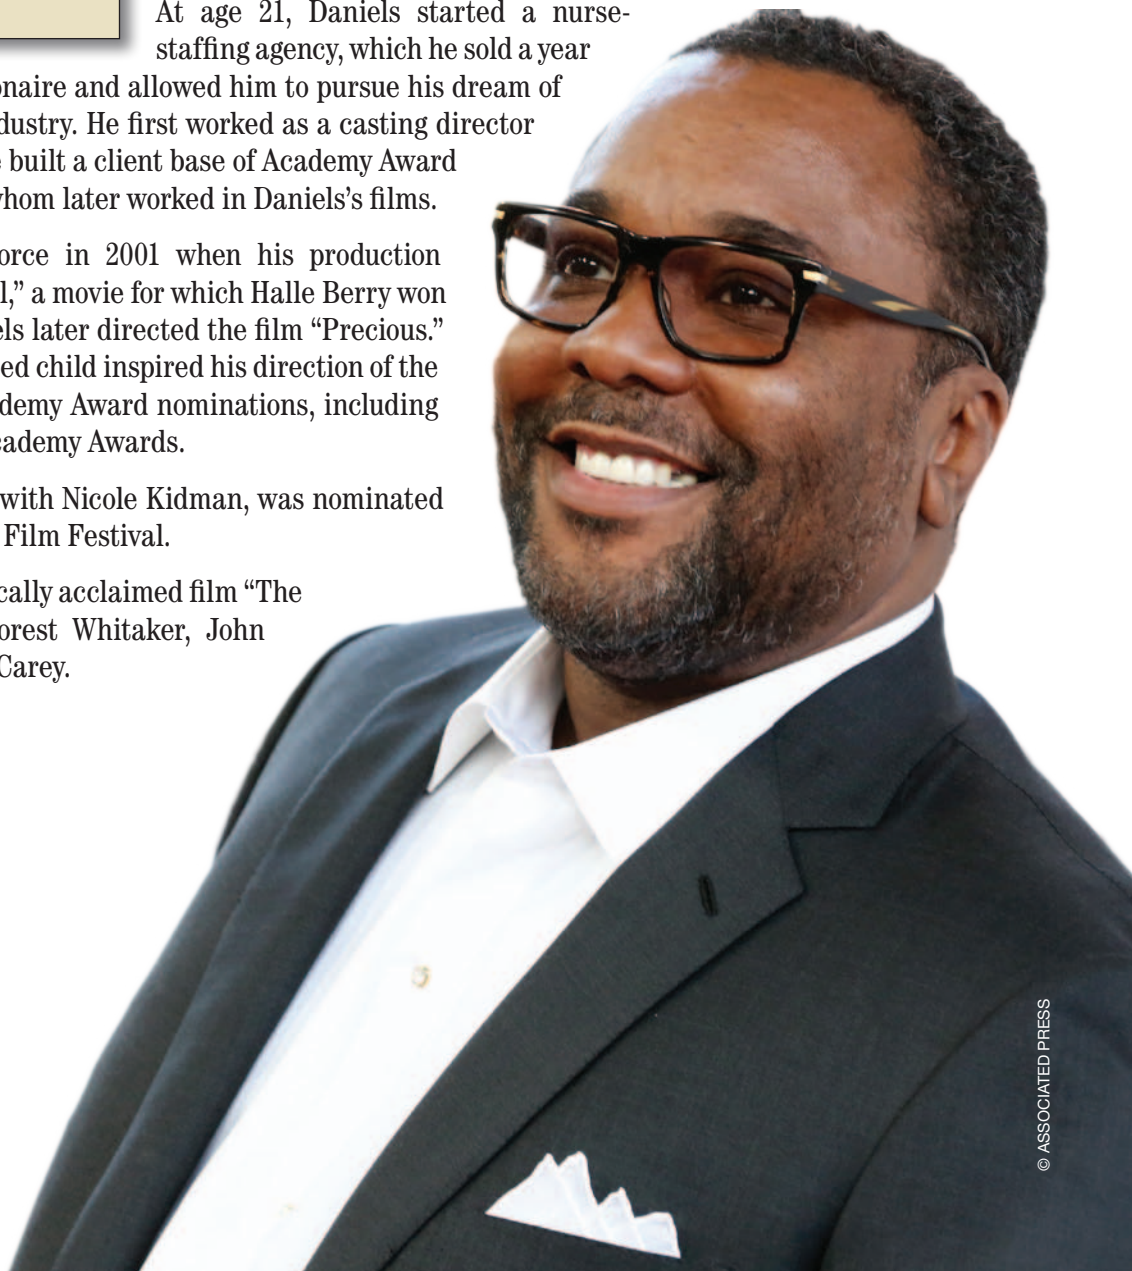 At age 21, Daniels started a nurse-
staffing agency, which he sold a year
onaire and allowed him to pursue his dream of
dustry. He first worked as a casting director
e built a client base of Academy Award
whom later worked in Daniels’s films.
orce in 2001 when his production
l,” a movie for which Halle Berry won
els later directed the film “Precious.”
ed child inspired his direction of the
demy Award nominations, including
cademy Awards.
with Nicole Kidman, was nominated
Film Festival.
cally acclaimed film “The
orest Whitaker, John
Carey.
© ASSOCIATED PRESS